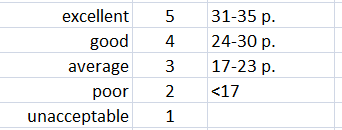 excellent 5 31-35 p.
good 4 24-30 p.
average 3 17-23 p.
poor 2 <17
unacceptable 1